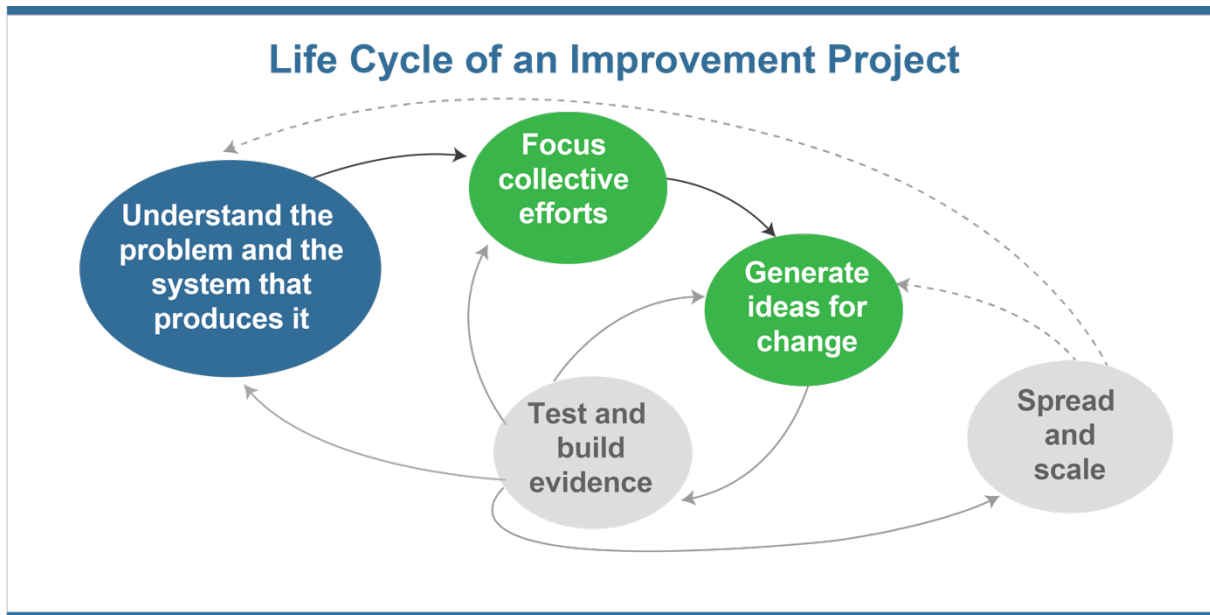 Life Cycle of an Improvement Project
Focus
collective
efforts
Understand the
problem and the
system that
produces it
Generate
ideas for
change
Test and
build
evidence
Spread
and
scale